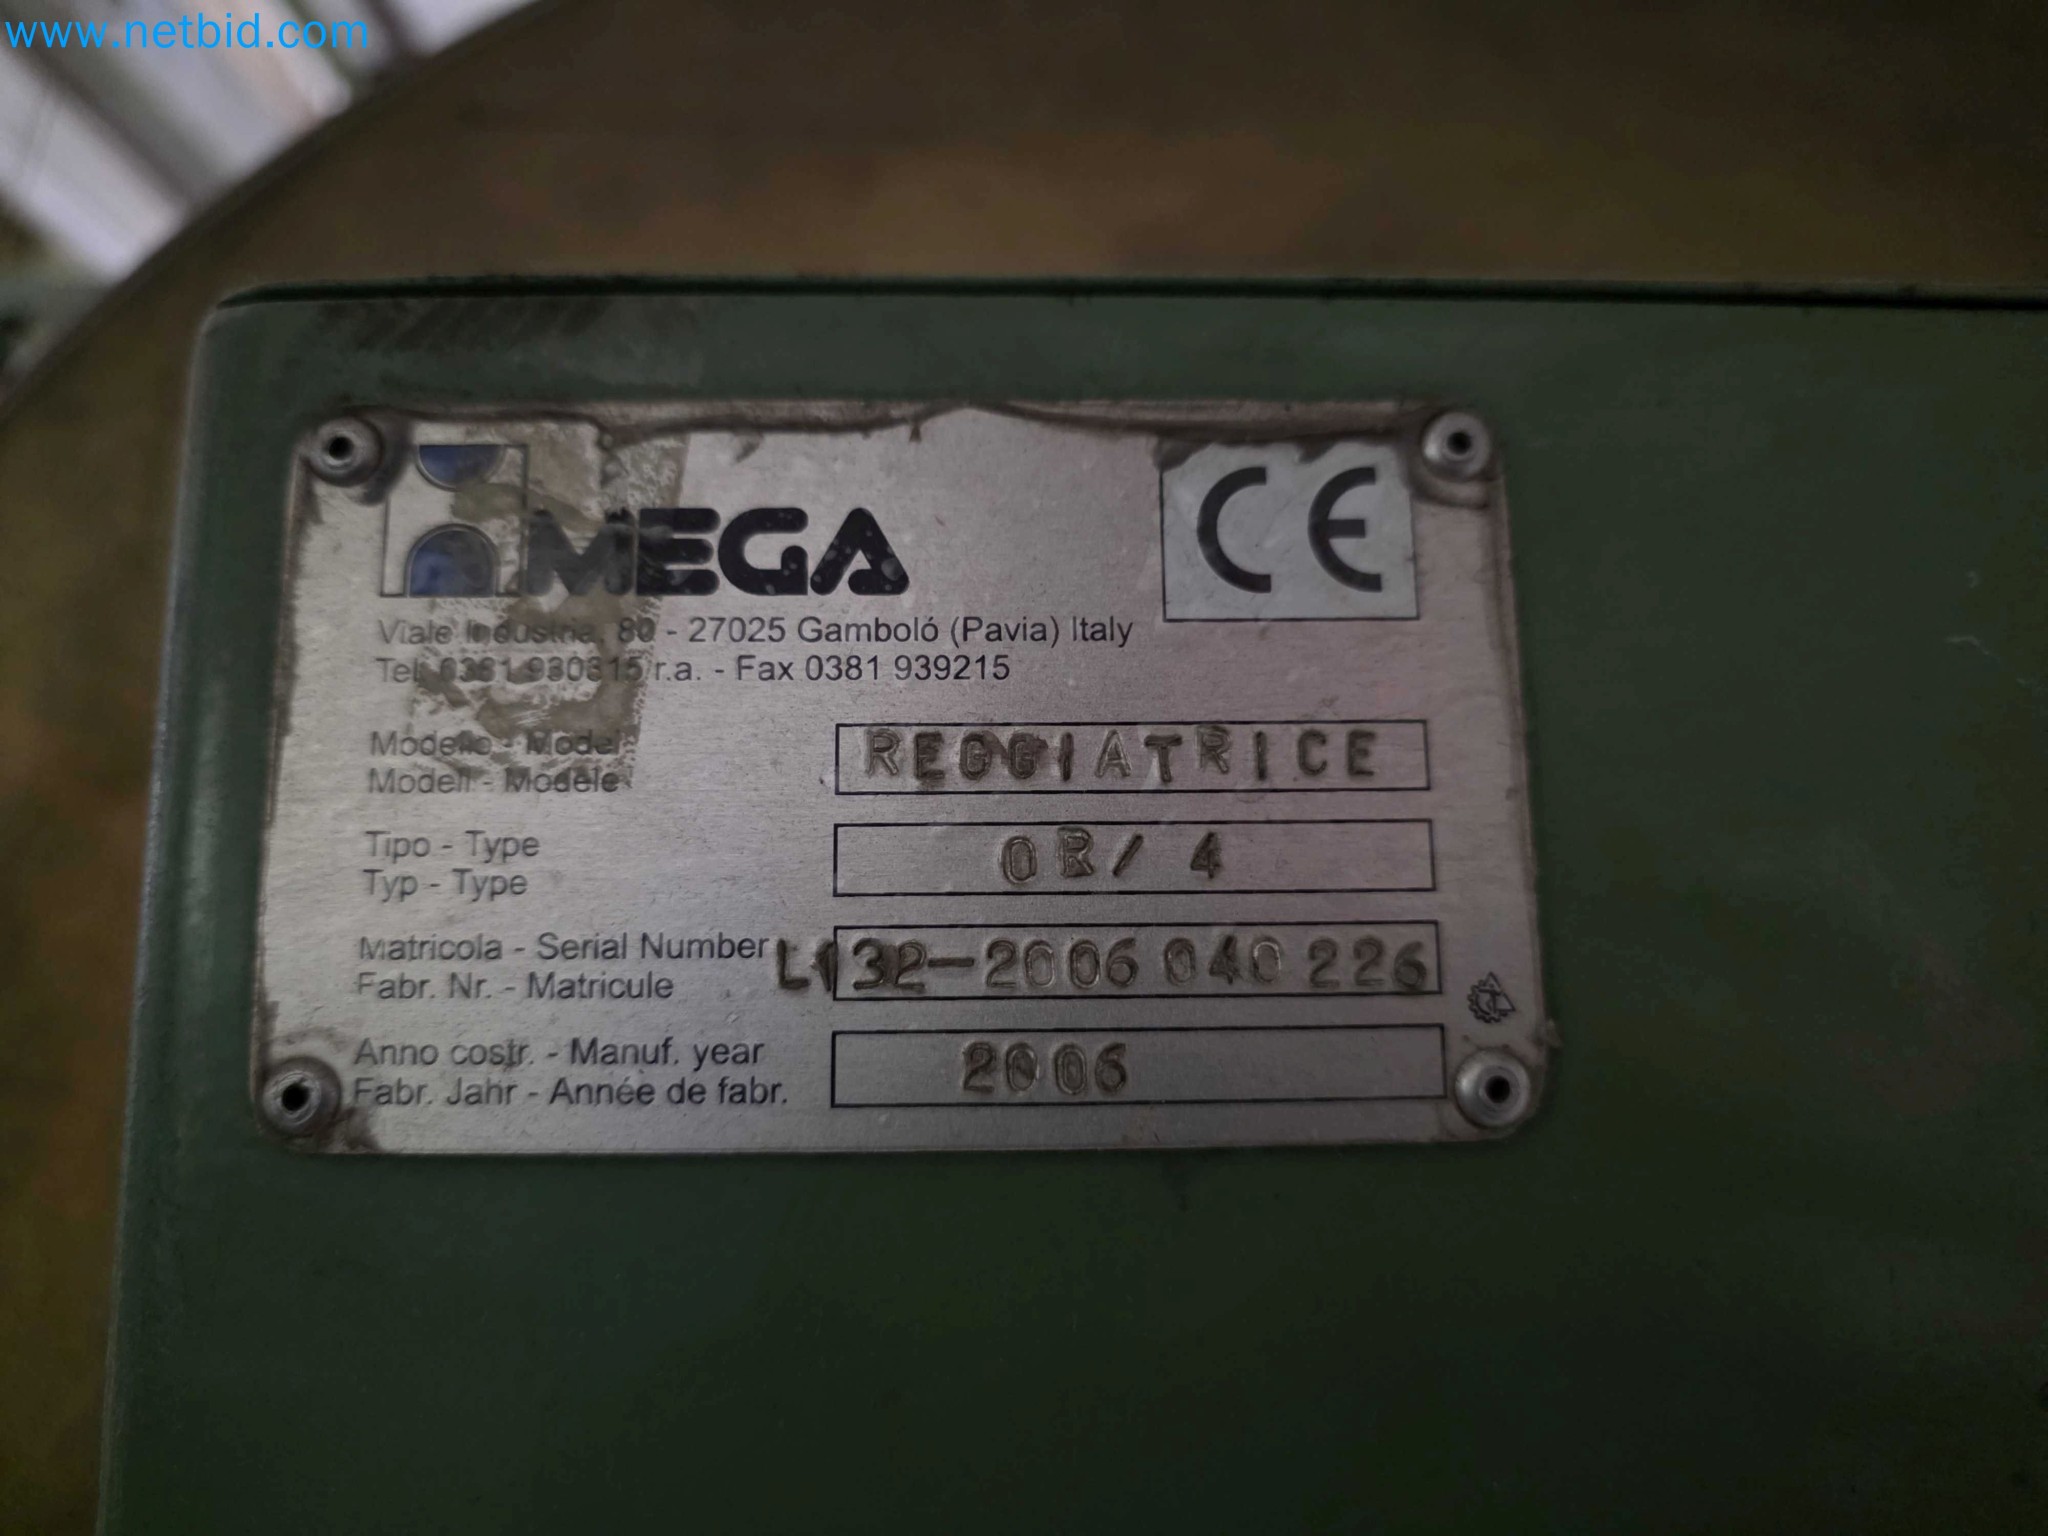 www.netbid.com
OMEGA
CE
Viale Industria, 80 - 27025 Gamboló (Pavia) Italy
Tel. 0381 930815 r.a. - Fax 0381 939215
Modello - Model
Modell - Modèle
REGGIATRICE
Tipo - Type
Typ - Type
OR/ 4
Matricola - Serial Number
Fabr. Nr. - Matricule
L132-2006 040 226
Anno costr. - Manuf. year
Fabr. Jahr - Année de fabr.
2006